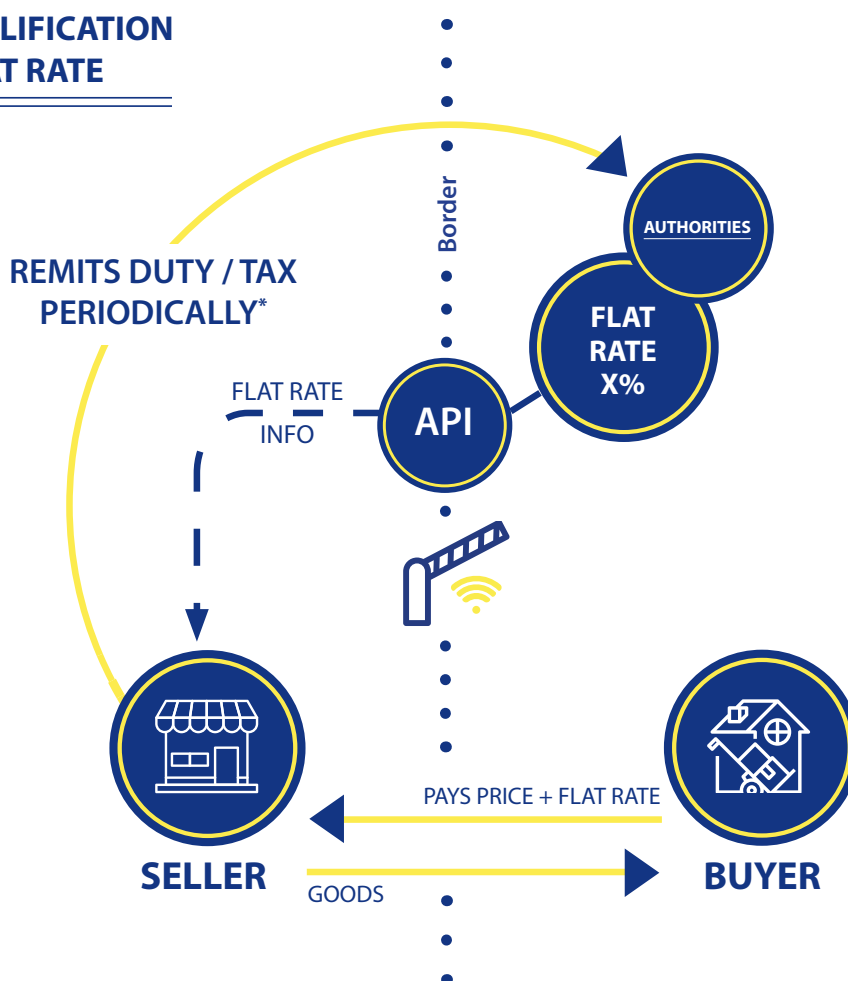 LIFICATION
AT RATE
Border
AUTHORITIES
REMITS DUTY / TAX
PERIODICALLY*
FLAT
RATE
X%
FLAT RATE
INFO
API
PAYS PRICE + FLAT RATE
SELLER
BUYER
GOODS